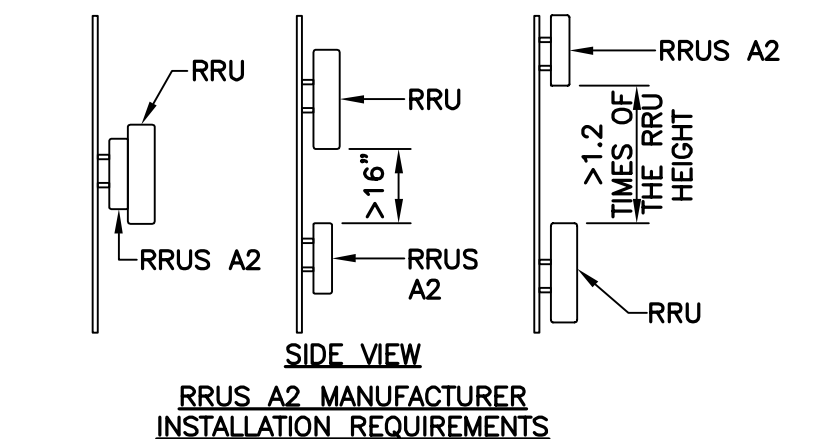 RRU
RRUS A2
RRU
>16"
RRUS
A2
RRUS A2
>1.2
TIMES OF
THE RRU
HEIGHT
RRU
SIDE VIEW
RRUS A2 MANUFACTURER
INSTALLATION REQUIREMENTS